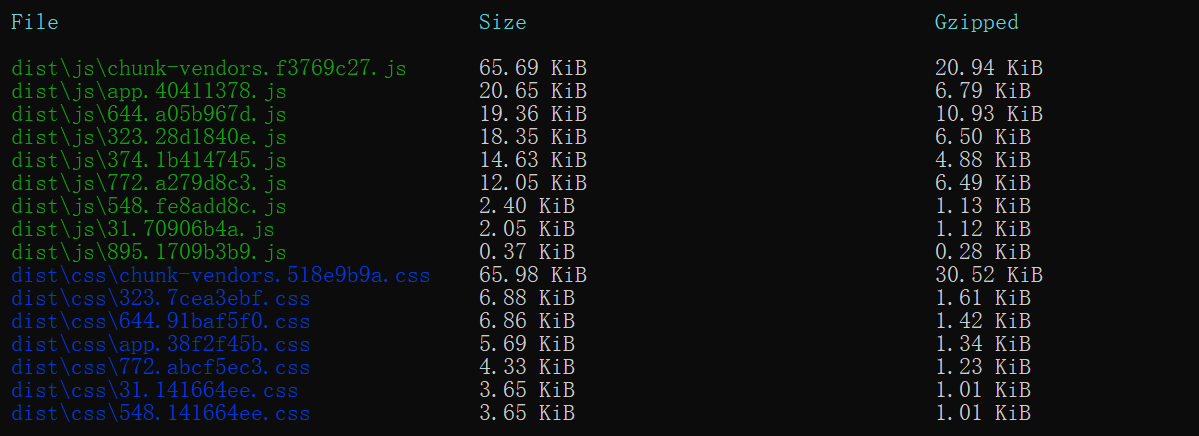 File Size Gzipped
dist\js\chunk-vendors.f3769c27.js 65.69 KiB 20.94 KiB
dist\js\app.40411378.js 20.65 KiB 6.79 KiB
dist\js\644.a05b967d.js 19.36 KiB 10.93 KiB
dist\js\323.28d1840e.js 18.35 KiB 6.50 KiB
dist\js\374.1b414745.js 14.63 KiB 4.88 KiB
dist\js\772.a279d8c3.js 12.05 KiB 6.49 KiB
dist\js\548.fe8add8c.js 2.40 KiB 1.13 KiB
dist\js\31.70906b4a.js 2.05 KiB 1.12 KiB
dist\js\895.1709b3b9.js 0.37 KiB 0.28 KiB
dist\css\chunk-vendors.518e9b9a.css 65.98 KiB 30.52 KiB
dist\css\323.7cea3ebf.css 6.88 KiB 1.61 KiB
dist\css\644.91baf5f0.css 6.86 KiB 1.42 KiB
dist\css\app.38f2f45b.css 5.69 KiB 1.34 KiB
dist\css\772.abcf5ec3.css 4.33 KiB 1.23 KiB
dist\css\31.141664ee.css 3.65 KiB 1.01 KiB
dist\css\548.141664ee.css 3.65 KiB 1.01 KiB